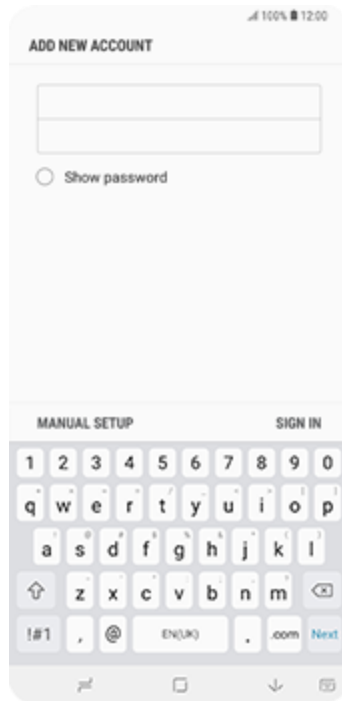 100% 12:00
ADD NEW ACCOUNT
Show password
MANUAL SETUP SIGN IN
1 2 3 4 5 6 7 8 9 0
q w e r t y u i o p
a s d f g h j k l
z x c v b n m
!#1 , @ EN(UK) . .com Next